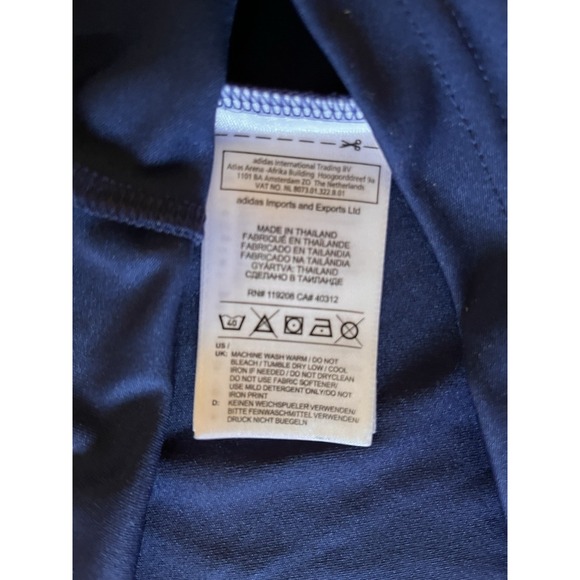 adidas International Trading BV
Atlas Arena -Afrika Building Hoogoorddreef 9a
1101 BA Amsterdam ZO The Netherlands
VAT NO. NL 8073.01.322.B.01
adidas Imports and Exports Ltd
MADE IN THAILAND
FABRIQUÉ EN THAÏLANDE
FABRICADO EN TAILANDIA
FABRICADO NA TAILÂNDIA
GYÁRTVA: THAILAND
СДЕЛАНО В ТАИЛАНДЕ
RN# 119206 CA# 40312
40
US /
UK: MACHINE WASH WARM / DO NOT
BLEACH / TUMBLE DRY LOW / COOL
IRON IF NEEDED / DO NOT DRYCLEAN
DO NOT USE FABRIC SOFTENER/
USE MILD DETERGENT ONLY/DO NOT
IRON PRINT
D: KEINEN WEICHSPUELER VERWENDEN/
BITTE FEINWASCHMITTEL VERWENDEN/
DRUCK NICHT BUEGELN